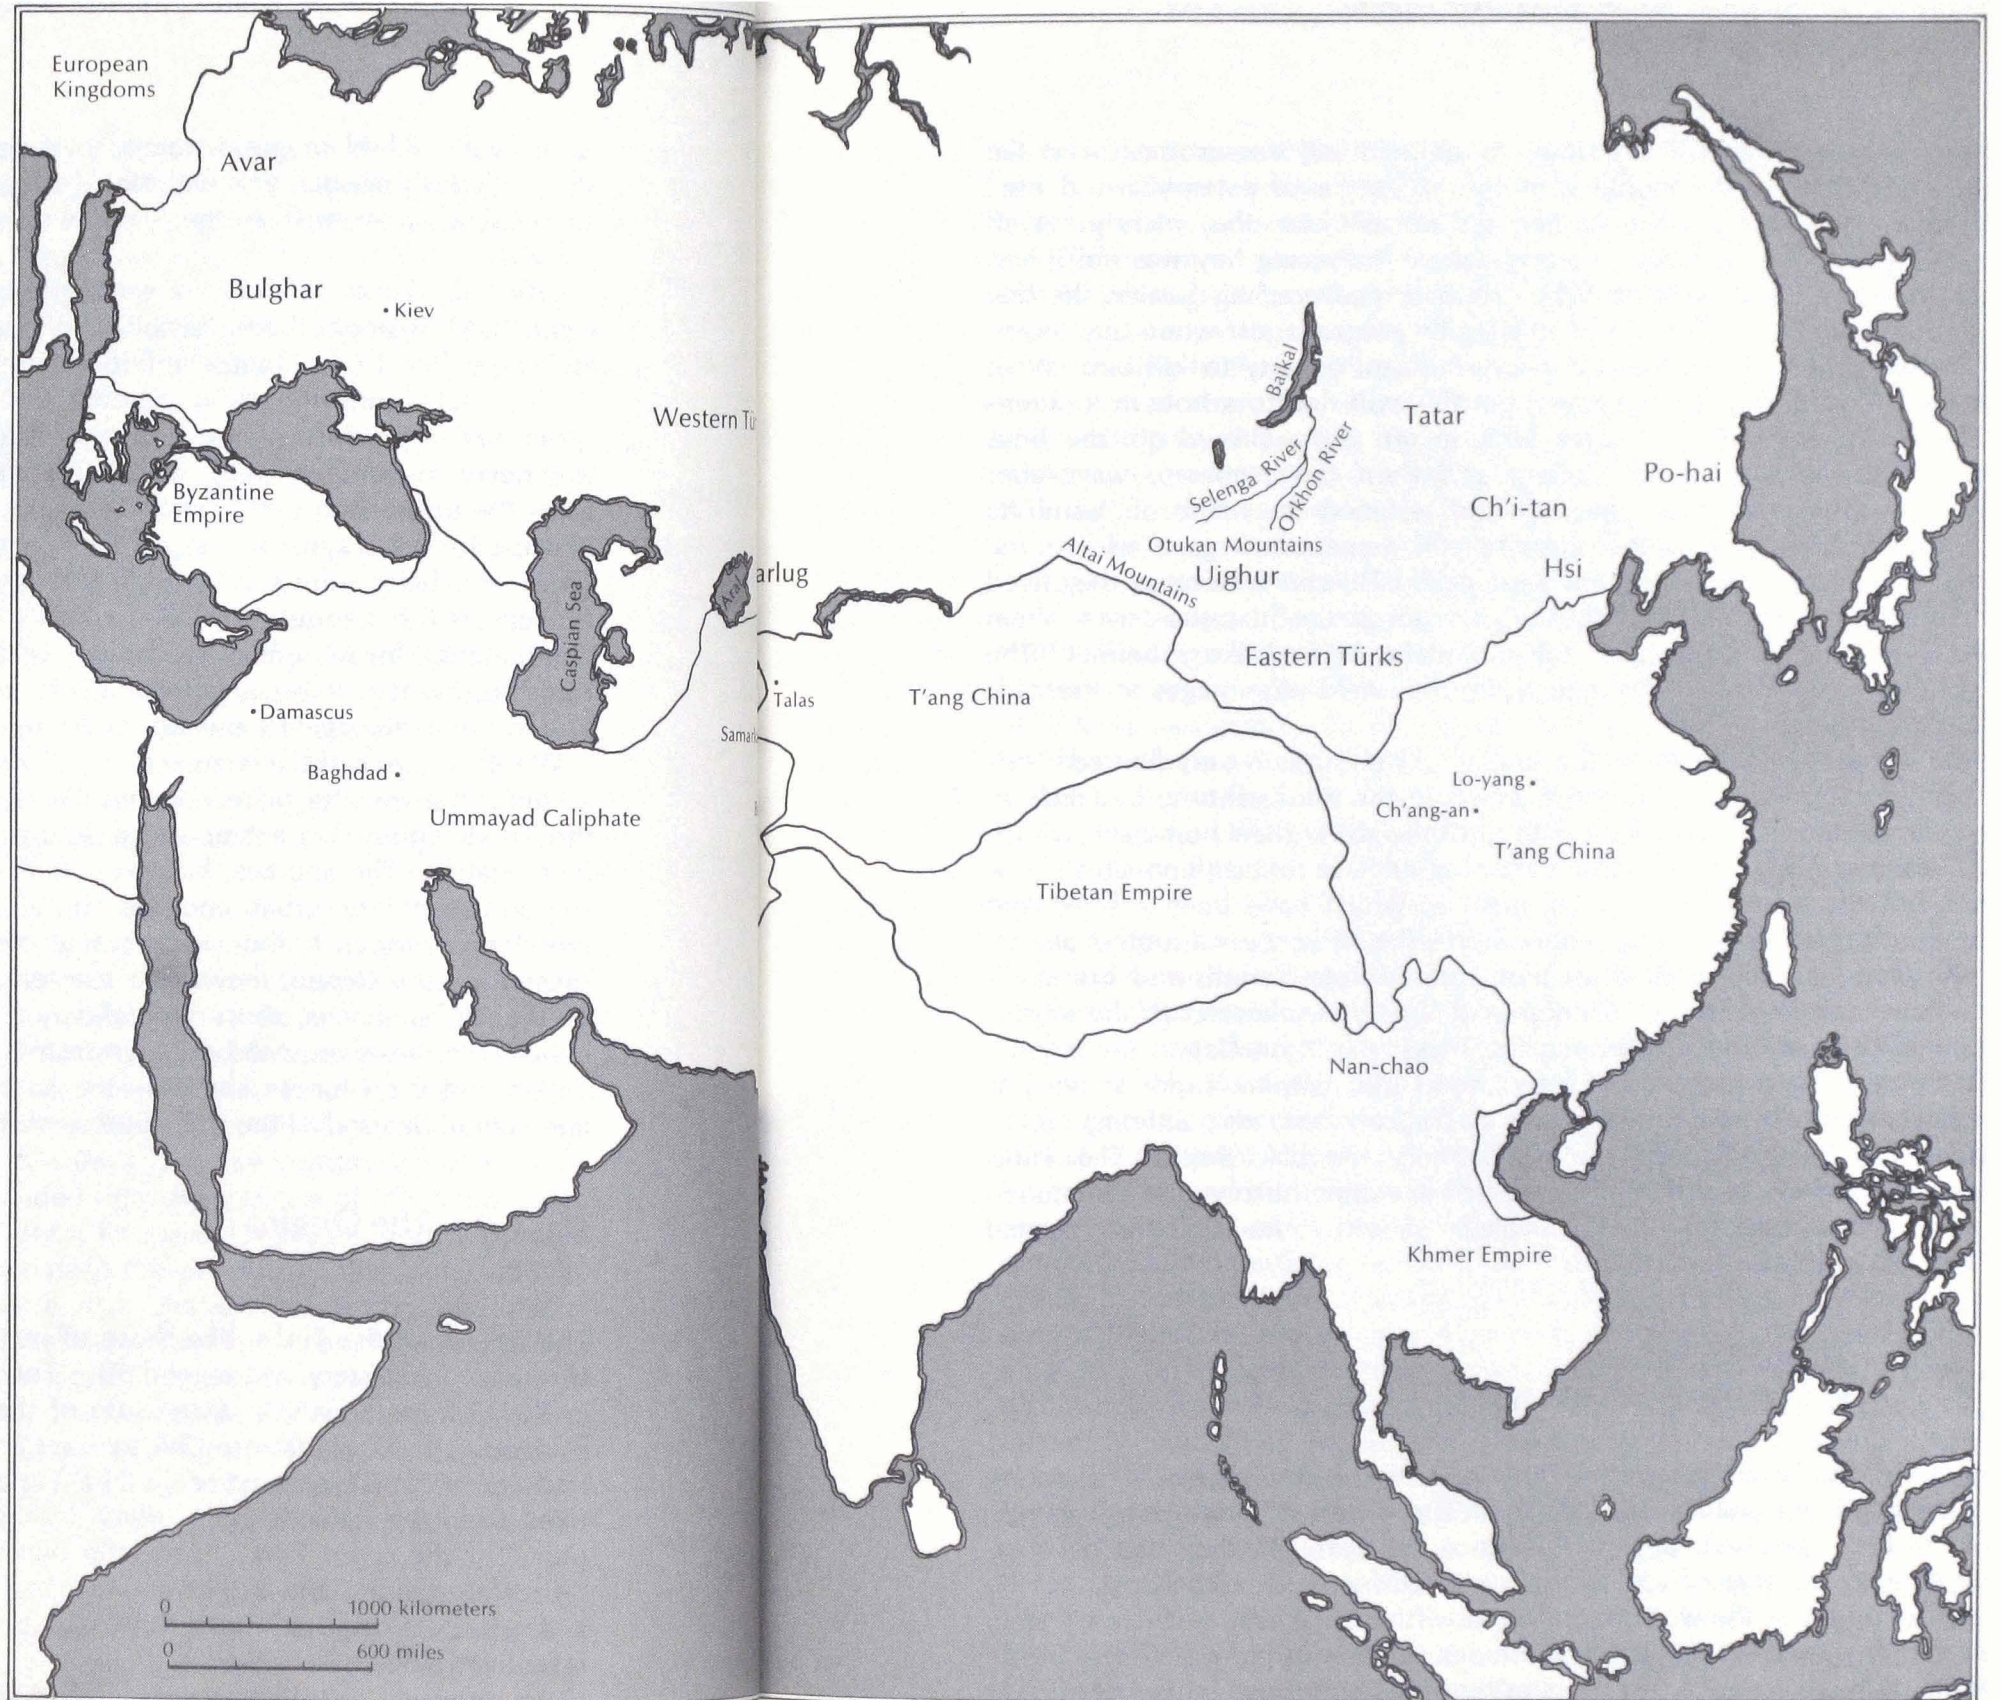 European
Kingdoms
Avar
Bulghar
Kiev
Western
Byzantine
Empire
Caspian Sea
Aral
arlug
Damascus
Baghdad
Ummayad Caliphate
Talas
T'ang China
Baikal
Selenga River
Orkhon River
Tatar
Po-hai
Ch'i-tan
Otukan Mountains
Altai Mountains
Uighur
Hsi
Eastern Türks
Lo-yang
Ch'ang-an
T'ang China
Tibetan Empire
Nan-chao
Khmer Empire
0 1000 kilometers
0 600 miles